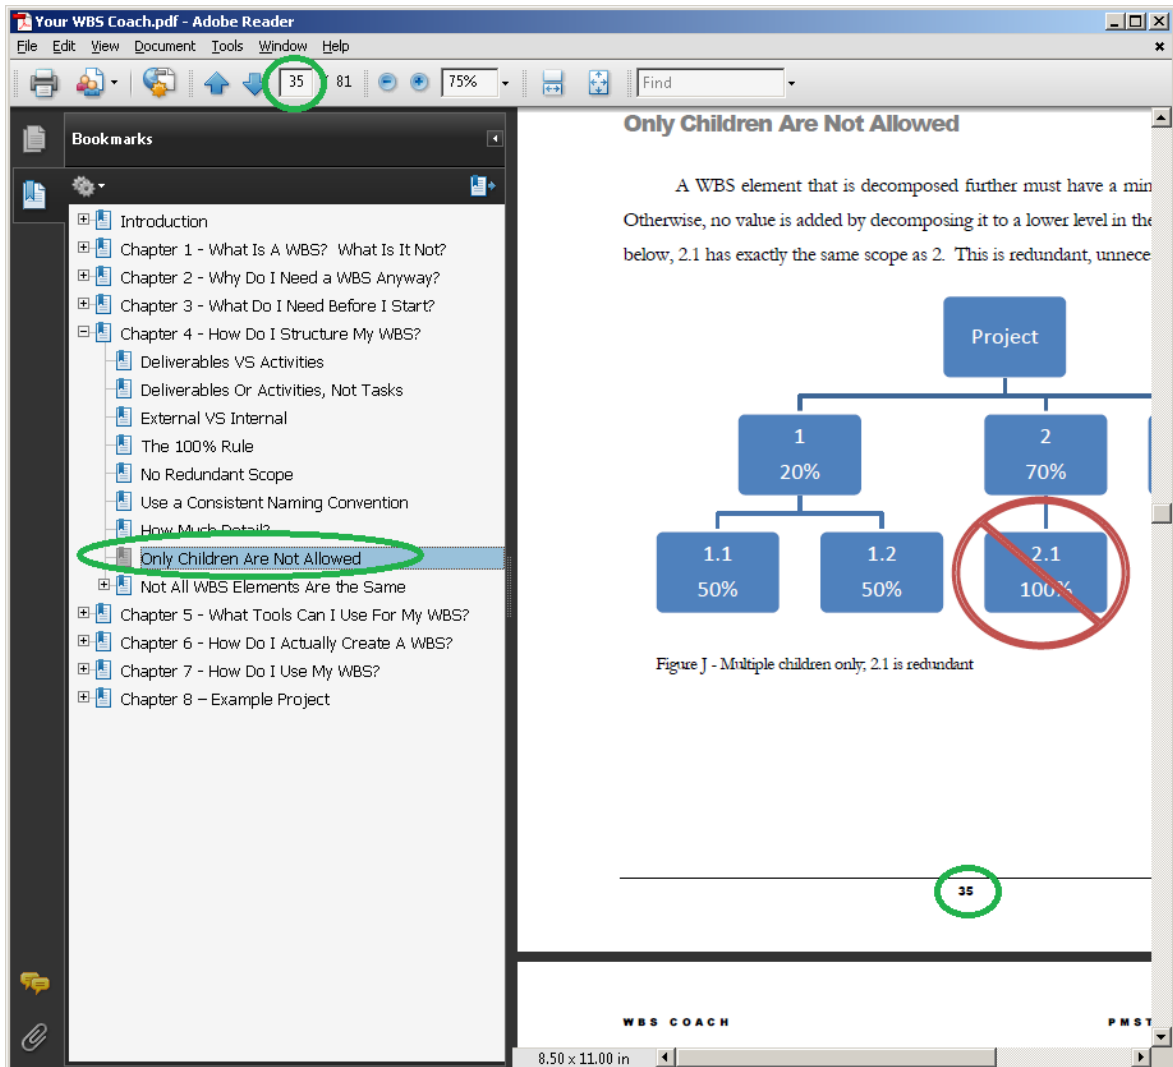 Your WBS Coach.pdf - Adobe Reader
File Edit View Document Tools Window Help
35 / 81 75% Find
Bookmarks
Introduction
Chapter 1 - What Is A WBS? What Is It Not?
Chapter 2 - Why Do I Need a WBS Anyway?
Chapter 3 - What Do I Need Before I Start?
Chapter 4 - How Do I Structure My WBS?
Deliverables VS Activities
Deliverables Or Activities, Not Tasks
External VS Internal
The 100% Rule
No Redundant Scope
Use a Consistent Naming Convention
How Much Detail?
Only Children Are Not Allowed
Not All WBS Elements Are the Same
Chapter 5 - What Tools Can I Use For My WBS?
Chapter 6 - How Do I Actually Create A WBS?
Chapter 7 - How Do I Use My WBS?
Chapter 8 – Example Project
Only Children Are Not Allowed
A WBS element that is decomposed further must have a min
Otherwise, no value is added by decomposing it to a lower level in the
below, 2.1 has exactly the same scope as 2. This is redundant, unnece
Project
1
20%
2
70%
1.1
50%
1.2
50%
2.1
100%
Figure J - Multiple children only; 2.1 is redundant
35
WBS COACH PMST
8.50 x 11.00 in